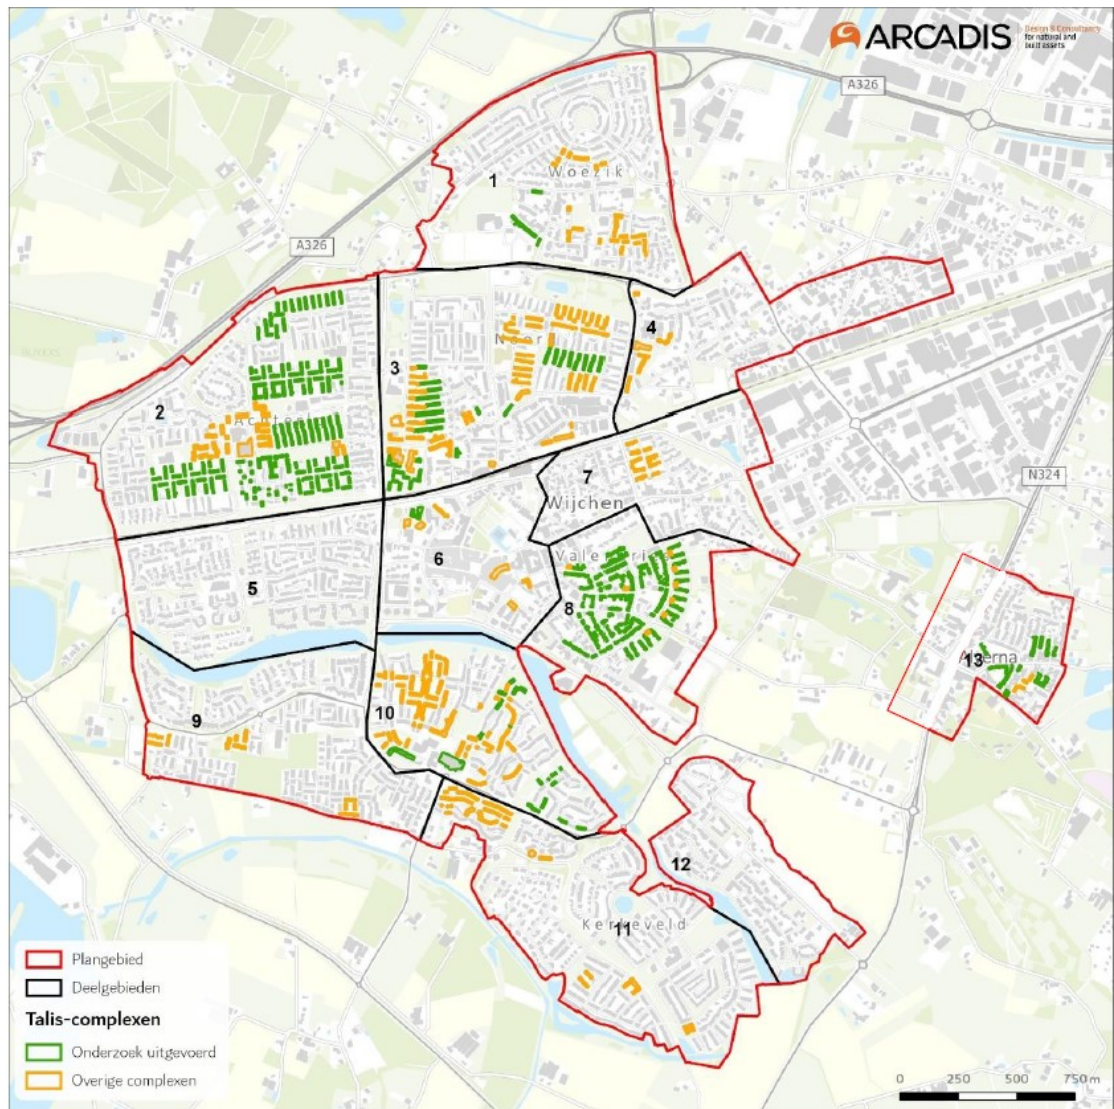 ARCADIS
Design & Consultancy
for natural and
built assets
A326
Woezik
1
A326
4
3
2
N324
7
Wijchen
6
5
8
13
10
9
12
Kerkeveld
11
Plangebied
Deelgebieden
Talis-complexen
Onderzoek uitgevoerd
Overige complexen
0 250 500 750 m